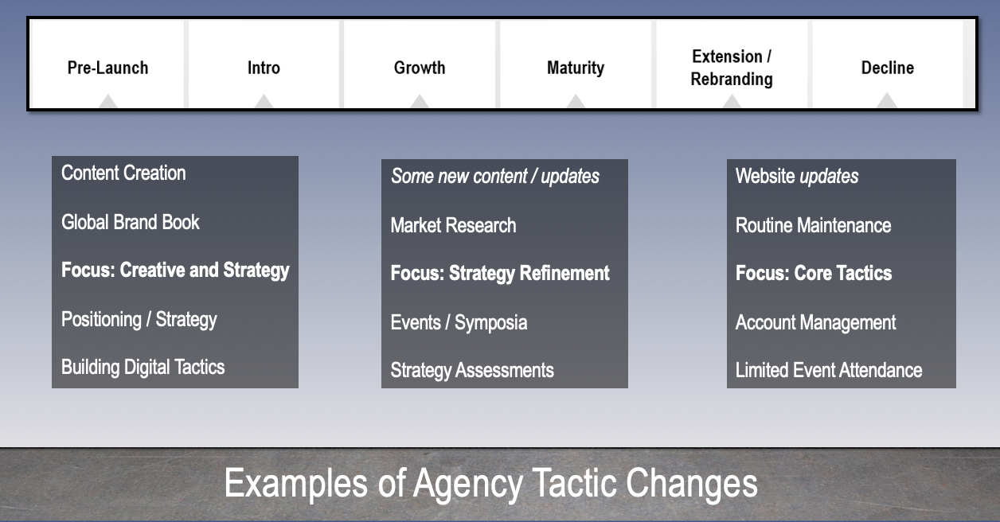 Pre-Launch
Intro
Growth
Maturity
Extension /
Rebranding
Decline
Content Creation
Global Brand Book
Focus: Creative and Strategy
Positioning / Strategy
Building Digital Tactics
Some new content / updates
Market Research
Focus: Strategy Refinement
Events / Symposia
Strategy Assessments
Website updates
Routine Maintenance
Focus: Core Tactics
Account Management
Limited Event Attendance
Examples of Agency Tactic Changes